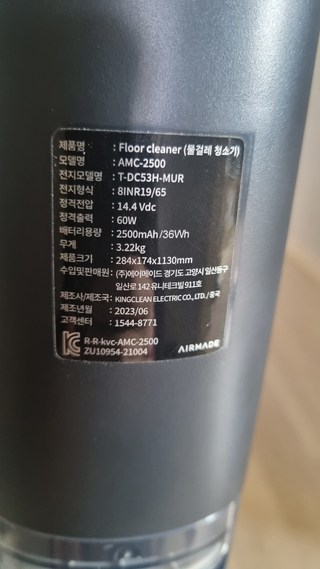 제품명 : Floor cleaner (물걸레 청소기)
모델명 : AMC-2500
전지모델명 : T-DC53H-MUR
전지형식 : 8INR19/65
정격전압 : 14.4 Vdc
정격출력 : 60W
배터리용량 : 2500mAh/36Wh
무게 : 3.22kg
제품크기 : 284x174x1130mm
수입및판매원 : (주)에어메이드 경기도 고양시 일산동구
일산로 142 유니테크빌 911호
제조사/제조국 : KINGCLEAN ELECTRIC CO., LTD. / 중국
제조년월 : 2023/06
고객센터 : 1544-8771
R-R-kvc-AMC-2500
ZU10954-21004
AIRMADE